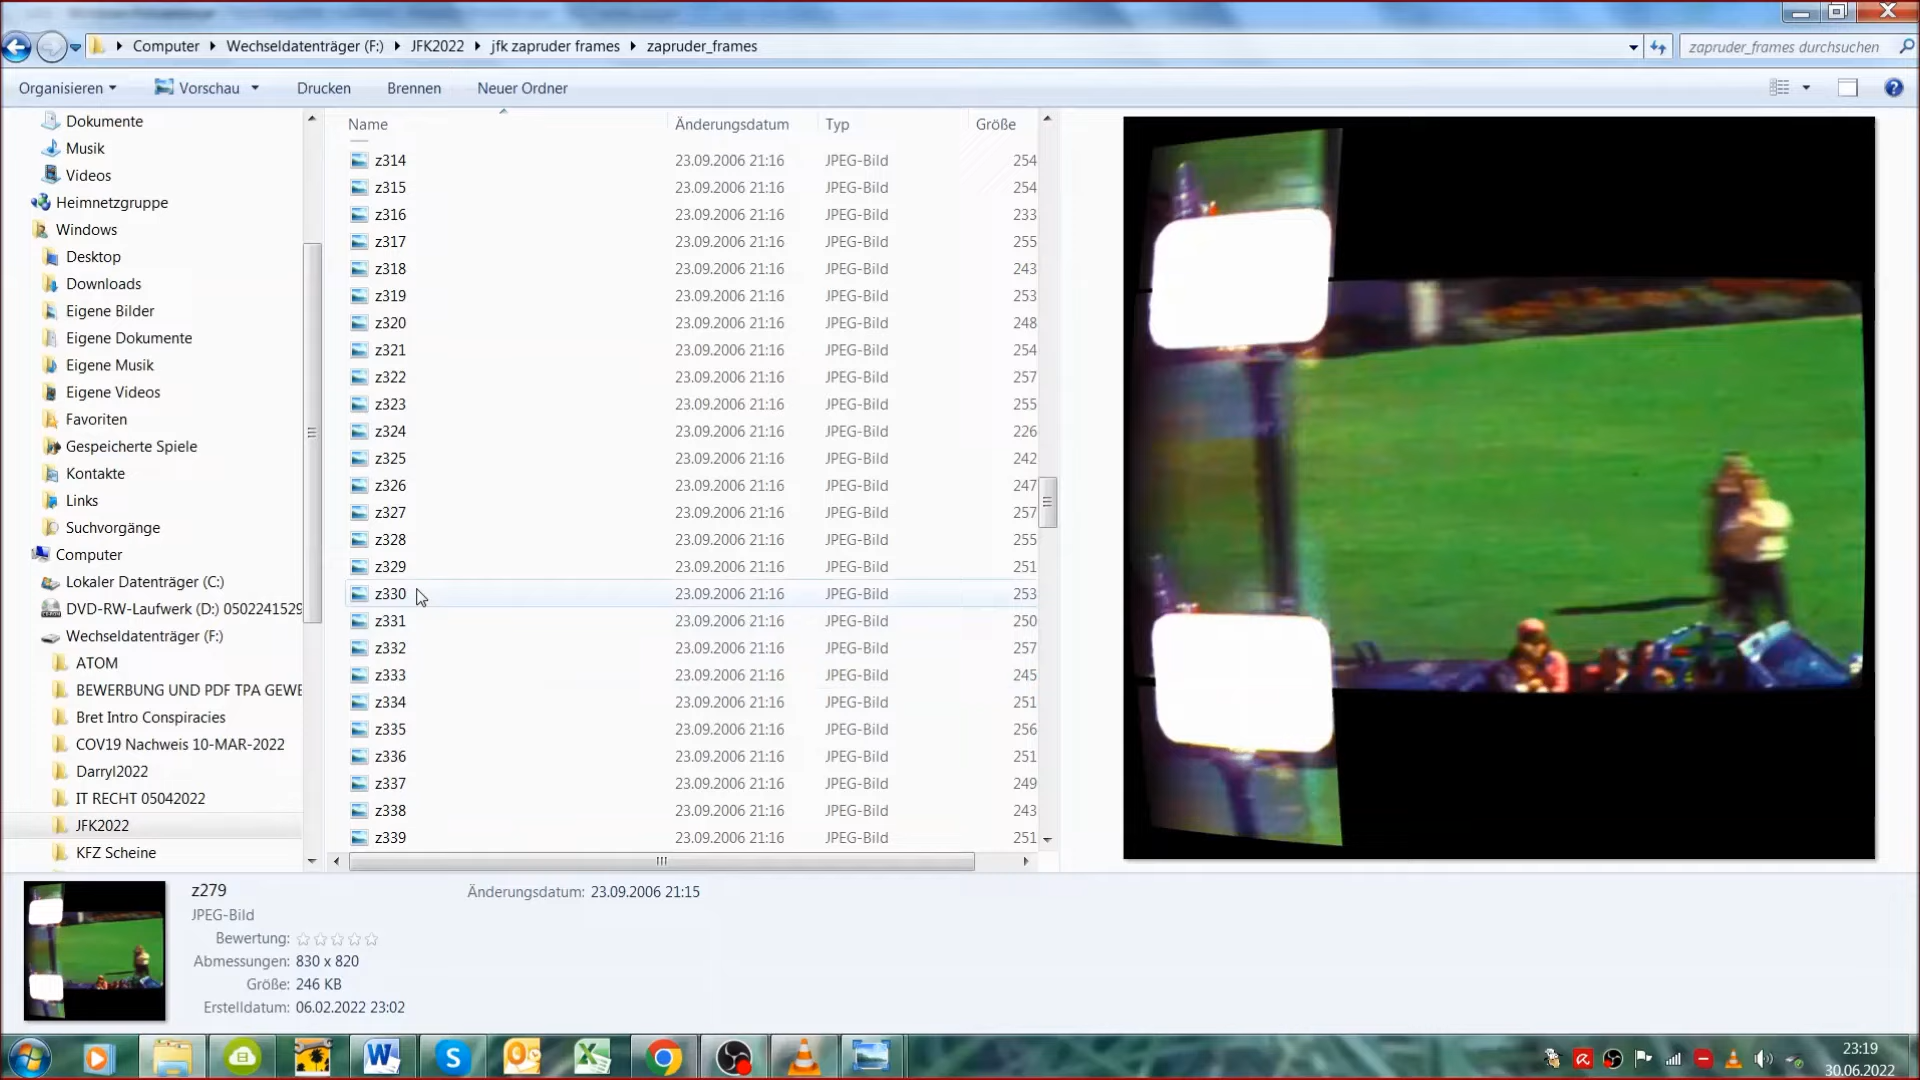 Computer Wechseldatenträger (F:) JFK2022 jfk zapruder frames zapruder_frames
zapruder_frames durchsuchen
Organisieren Vorschau Drucken Brennen Neuer Ordner
Dokumente
Musik
Videos
Heimnetzgruppe
Windows
Desktop
Downloads
Eigene Bilder
Eigene Dokumente
Eigene Musik
Eigene Videos
Favoriten
Gespeicherte Spiele
Kontakte
Links
Suchvorgänge
Computer
Lokaler Datenträger (C:)
DVD-RW-Laufwerk (D:) 0502241529
Wechseldatenträger (F:)
ATOM
BEWERBUNG UND PDF TPA GEWE
Bret Intro Conspiracies
COV19 Nachweis 10-MAR-2022
Darryl2022
IT RECHT 05042022
JFK2022
KFZ Scheine
Name Änderungsdatum Typ Größe
z314 23.09.2006 21:16 JPEG-Bild 254
z315 23.09.2006 21:16 JPEG-Bild 254
z316 23.09.2006 21:16 JPEG-Bild 233
z317 23.09.2006 21:16 JPEG-Bild 255
z318 23.09.2006 21:16 JPEG-Bild 243
z319 23.09.2006 21:16 JPEG-Bild 253
z320 23.09.2006 21:16 JPEG-Bild 248
z321 23.09.2006 21:16 JPEG-Bild 254
z322 23.09.2006 21:16 JPEG-Bild 257
z323 23.09.2006 21:16 JPEG-Bild 255
z324 23.09.2006 21:16 JPEG-Bild 226
z325 23.09.2006 21:16 JPEG-Bild 242
z326 23.09.2006 21:16 JPEG-Bild 247
z327 23.09.2006 21:16 JPEG-Bild 257
z328 23.09.2006 21:16 JPEG-Bild 255
z329 23.09.2006 21:16 JPEG-Bild 251
z330 23.09.2006 21:16 JPEG-Bild 253
z331 23.09.2006 21:16 JPEG-Bild 250
z332 23.09.2006 21:16 JPEG-Bild 257
z333 23.09.2006 21:16 JPEG-Bild 245
z334 23.09.2006 21:16 JPEG-Bild 251
z335 23.09.2006 21:16 JPEG-Bild 256
z336 23.09.2006 21:16 JPEG-Bild 251
z337 23.09.2006 21:16 JPEG-Bild 249
z338 23.09.2006 21:16 JPEG-Bild 243
z339 23.09.2006 21:16 JPEG-Bild 251
z279 Änderungsdatum: 23.09.2006 21:15
JPEG-Bild
Bewertung:
Abmessungen: 830 x 820
Größe: 246 KB
Erstelldatum: 06.02.2022 23:02
23:19
30.06.2022